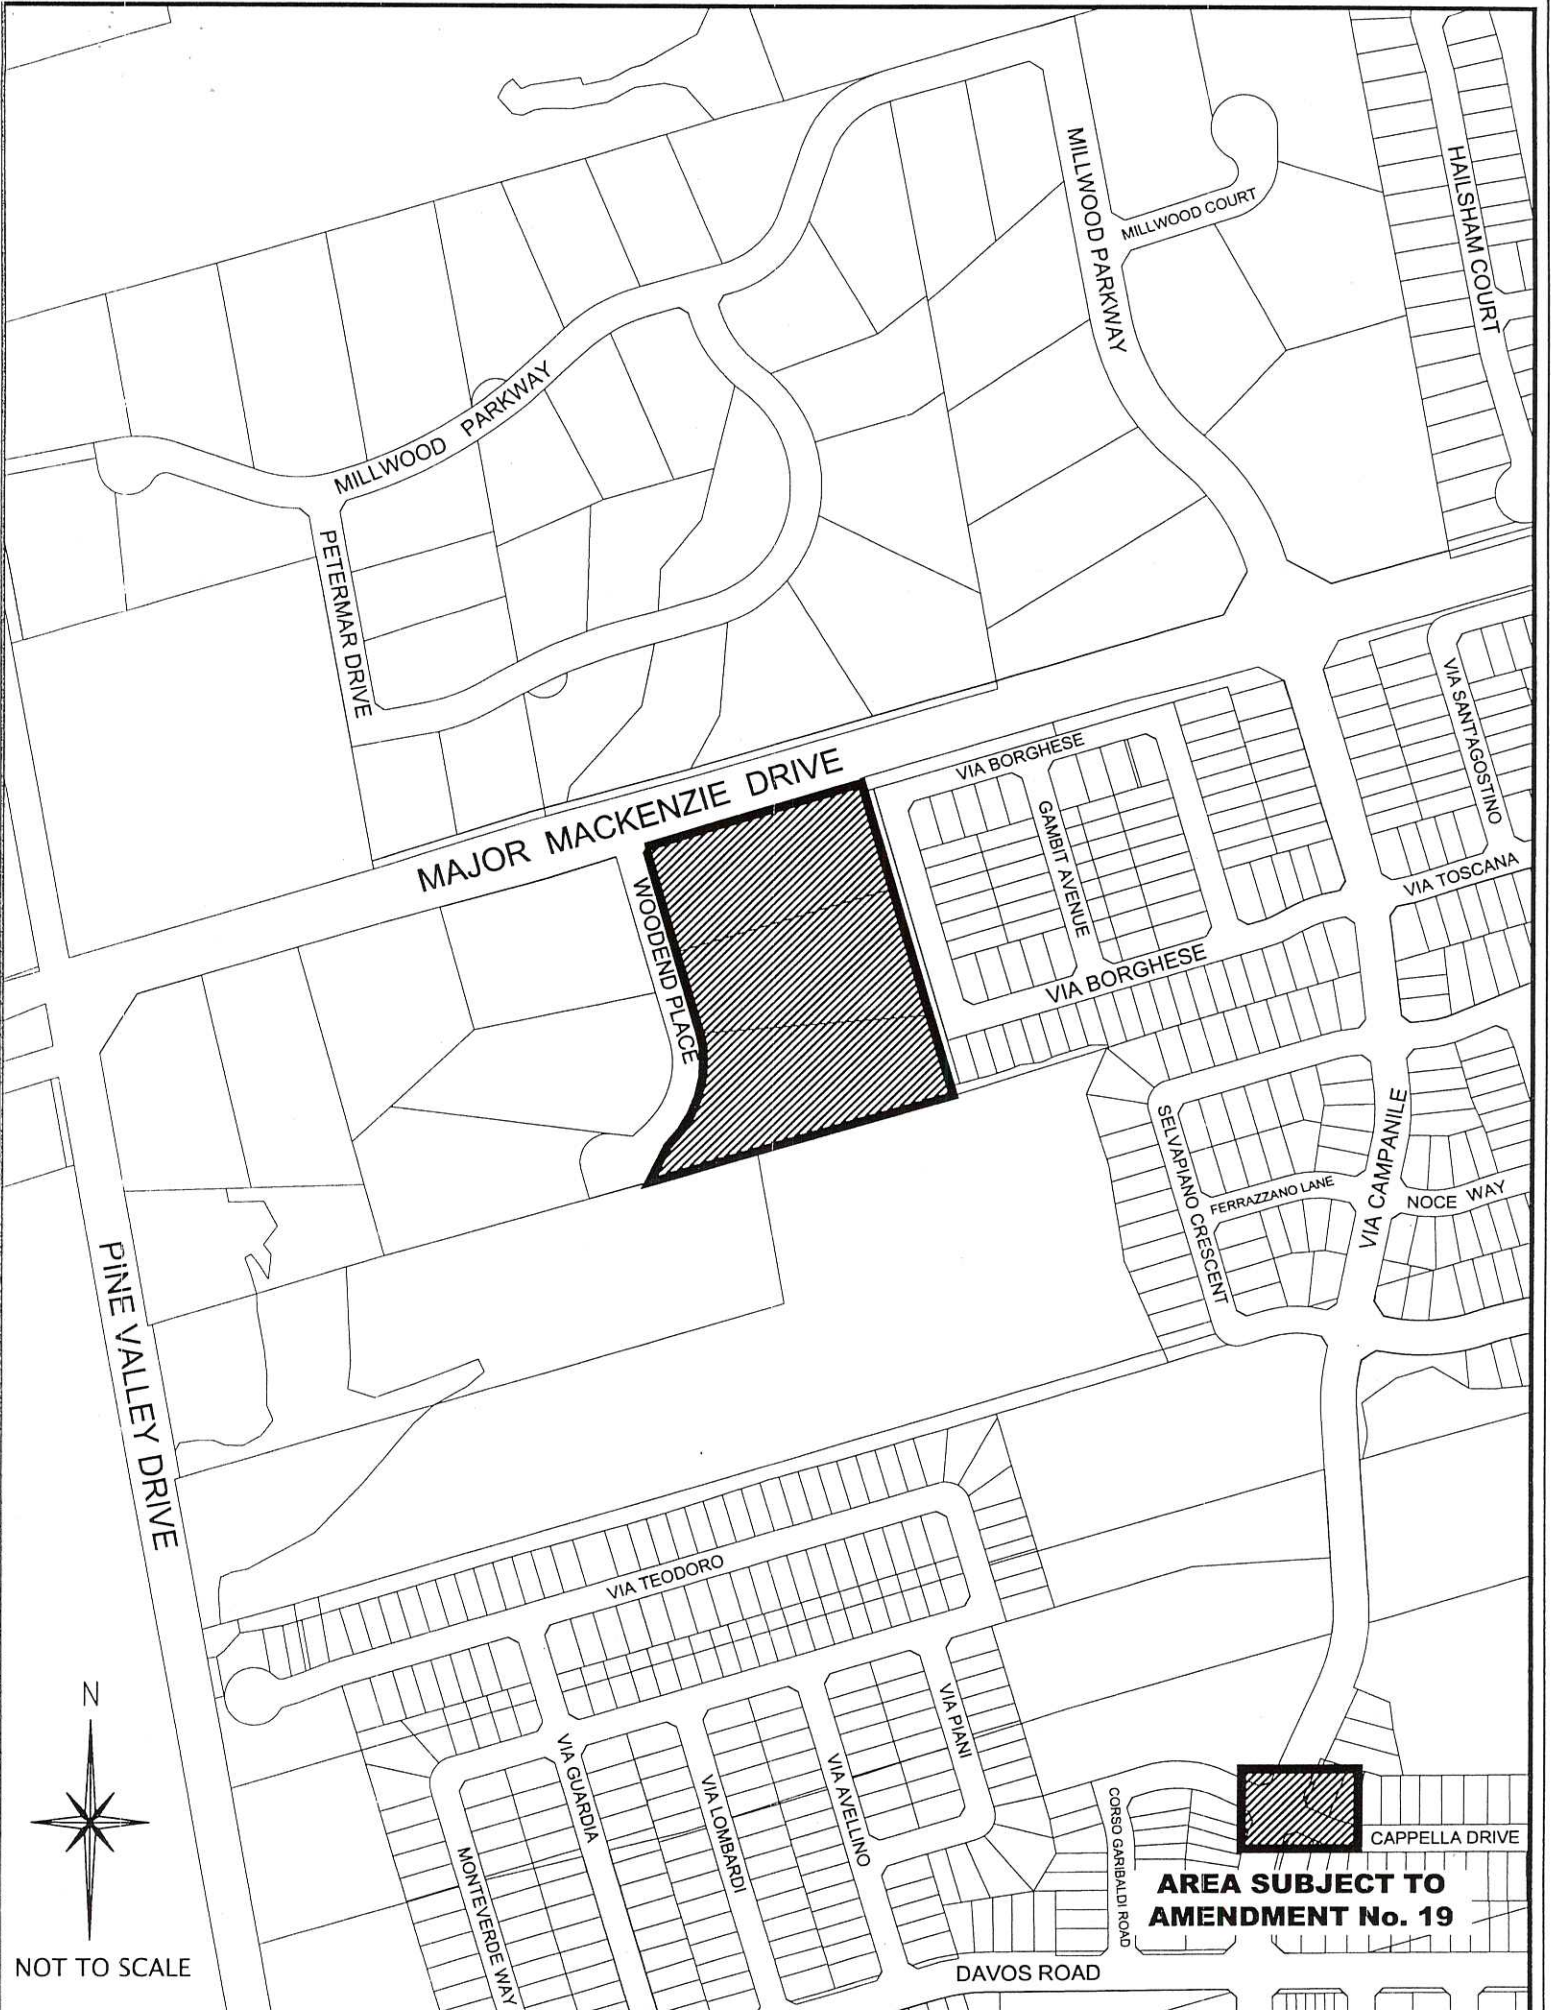 MILLWOOD PARKWAY
MILLWOOD COURT
HAILSHAM COURT
MILLWOOD PARKWAY
PETERMAR DRIVE
VIA SANT'AGOSTINO
VIA BORGHESE
MAJOR MACKENZIE DRIVE
GAMBIT AVENUE
VIA TOSCANA
WOODEND PLACE
VIA BORGHESE
SELVAPIANO CRESCENT
VIA CAMPANILE
FERRAZZANO LANE
NOCE WAY
PINE VALLEY DRIVE
VIA TEODORO
N
VIA PIANI
VIA GUARDIA
VIA LOMBARDI
VIA AVELLINO
CORSO GARIBALDI ROAD
CAPPELLA DRIVE
MONTEVERDE WAY
AREA SUBJECT TO
AMENDMENT No. 19
NOT TO SCALE
DAVOS ROAD